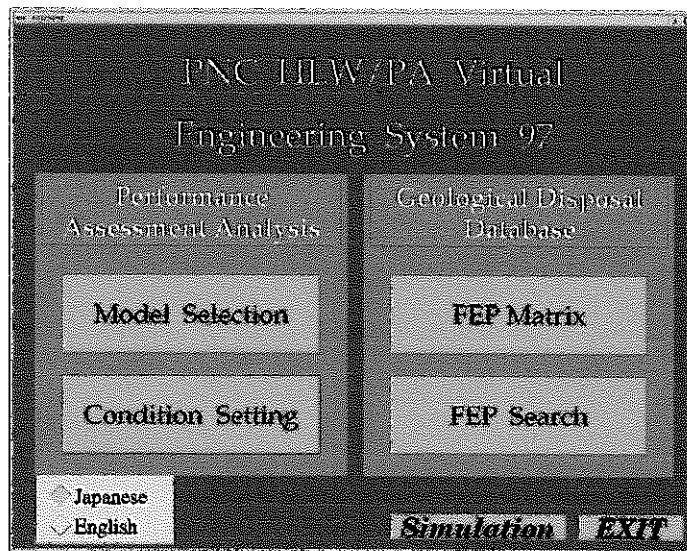 PNC HLW/PA Virtual
Engineering System 97
Performance
Assessment Analysis
Model Selection
Condition Setting
Geological Disposal
Database
FEP Matrix
FEP Search
Japanese
English
Simulation
EXIT